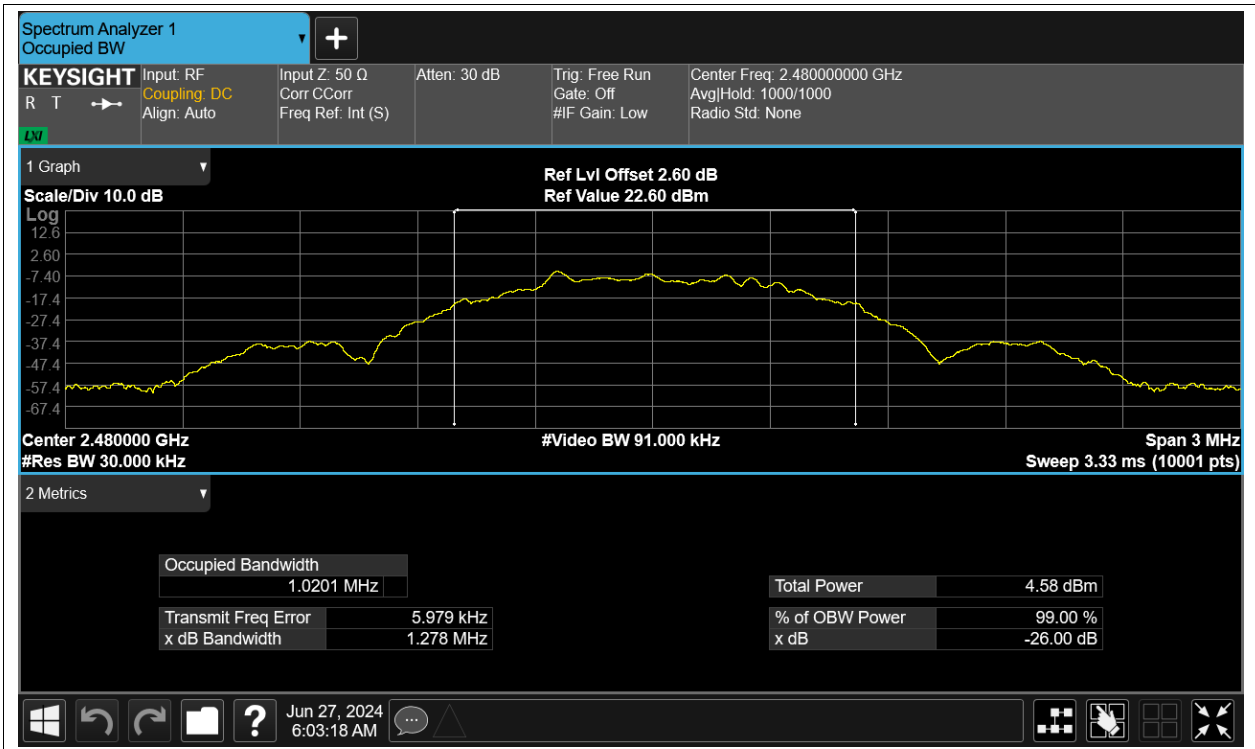 Spectrum Analyzer 1
Occupied BW
KEYSIGHT
R T
LXI
Input: RF
Coupling: DC
Align: Auto
Input Z: 50 Ω
Corr CCorr
Freq Ref: Int (S)
Atten: 30 dB
Trig: Free Run
Gate: Off
#IF Gain: Low
Center Freq: 2.480000000 GHz
Avg|Hold: 1000/1000
Radio Std: None
1 Graph
Scale/Div 10.0 dB
Ref Lvl Offset 2.60 dB
Ref Value 22.60 dBm
Log
12.6
2.60
-7.40
-17.4
-27.4
-37.4
-47.4
-57.4
-67.4
Center 2.480000 GHz
#Res BW 30.000 kHz
#Video BW 91.000 kHz
Span 3 MHz
Sweep 3.33 ms (10001 pts)
2 Metrics
Occupied Bandwidth
1.0201 MHz
Transmit Freq Error 5.979 kHz
x dB Bandwidth 1.278 MHz
Total Power 4.58 dBm
% of OBW Power 99.00 %
x dB -26.00 dB
?
Jun 27, 2024
6:03:18 AM